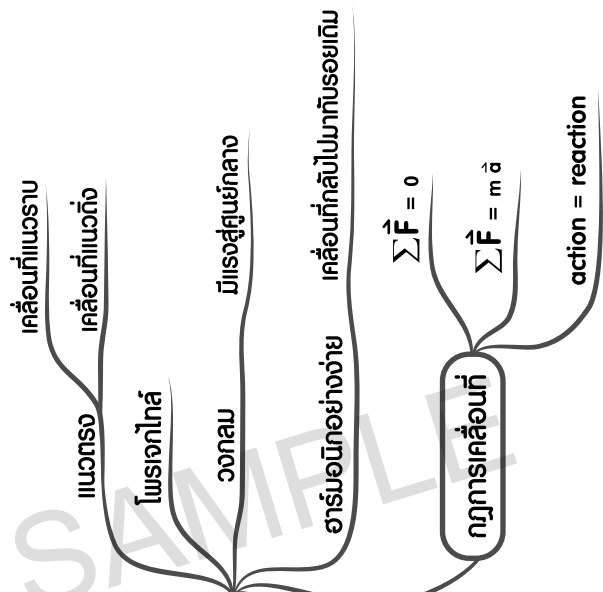 แนวตรง
เคลื่อนที่แนวราบ
เคลื่อนที่แนวดิ่ง
โพรเจกไทล์
วงกลม
มีแรงสู่ศูนย์กลาง
ฮาร์มอนิกอย่างง่าย
เคลื่อนที่กลับไปมาทับรอยเดิม
กฎการเคลื่อนที่
∑F⃑ = 0
∑F⃑ = m a⃑
action = reaction
SAMPLE